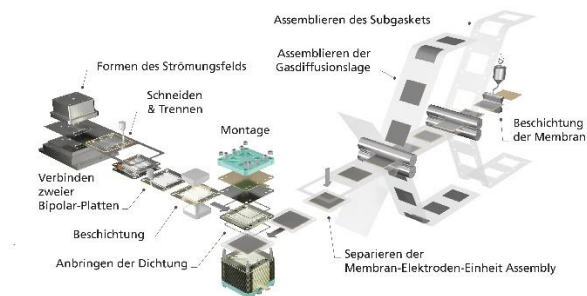 Assemblieren des Subgaskets
Assemblieren der
Gasdiffusionslage
Formen des Strömungsfelds
Schneiden
& Trennen
Montage
Beschichtung
der Membran
Verbinden
zweier
Bipolar-Platten
Beschichtung
Anbringen der Dichtung
Separieren der
Membran-Elektroden-Einheit Assembly